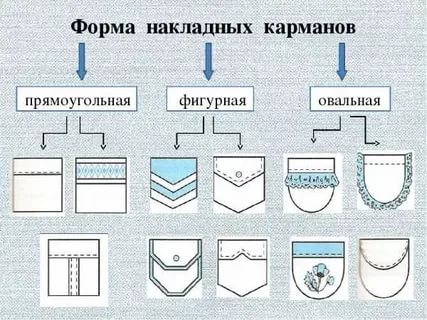 Форма накладных карманов
прямоугольная
фигурная
овальная